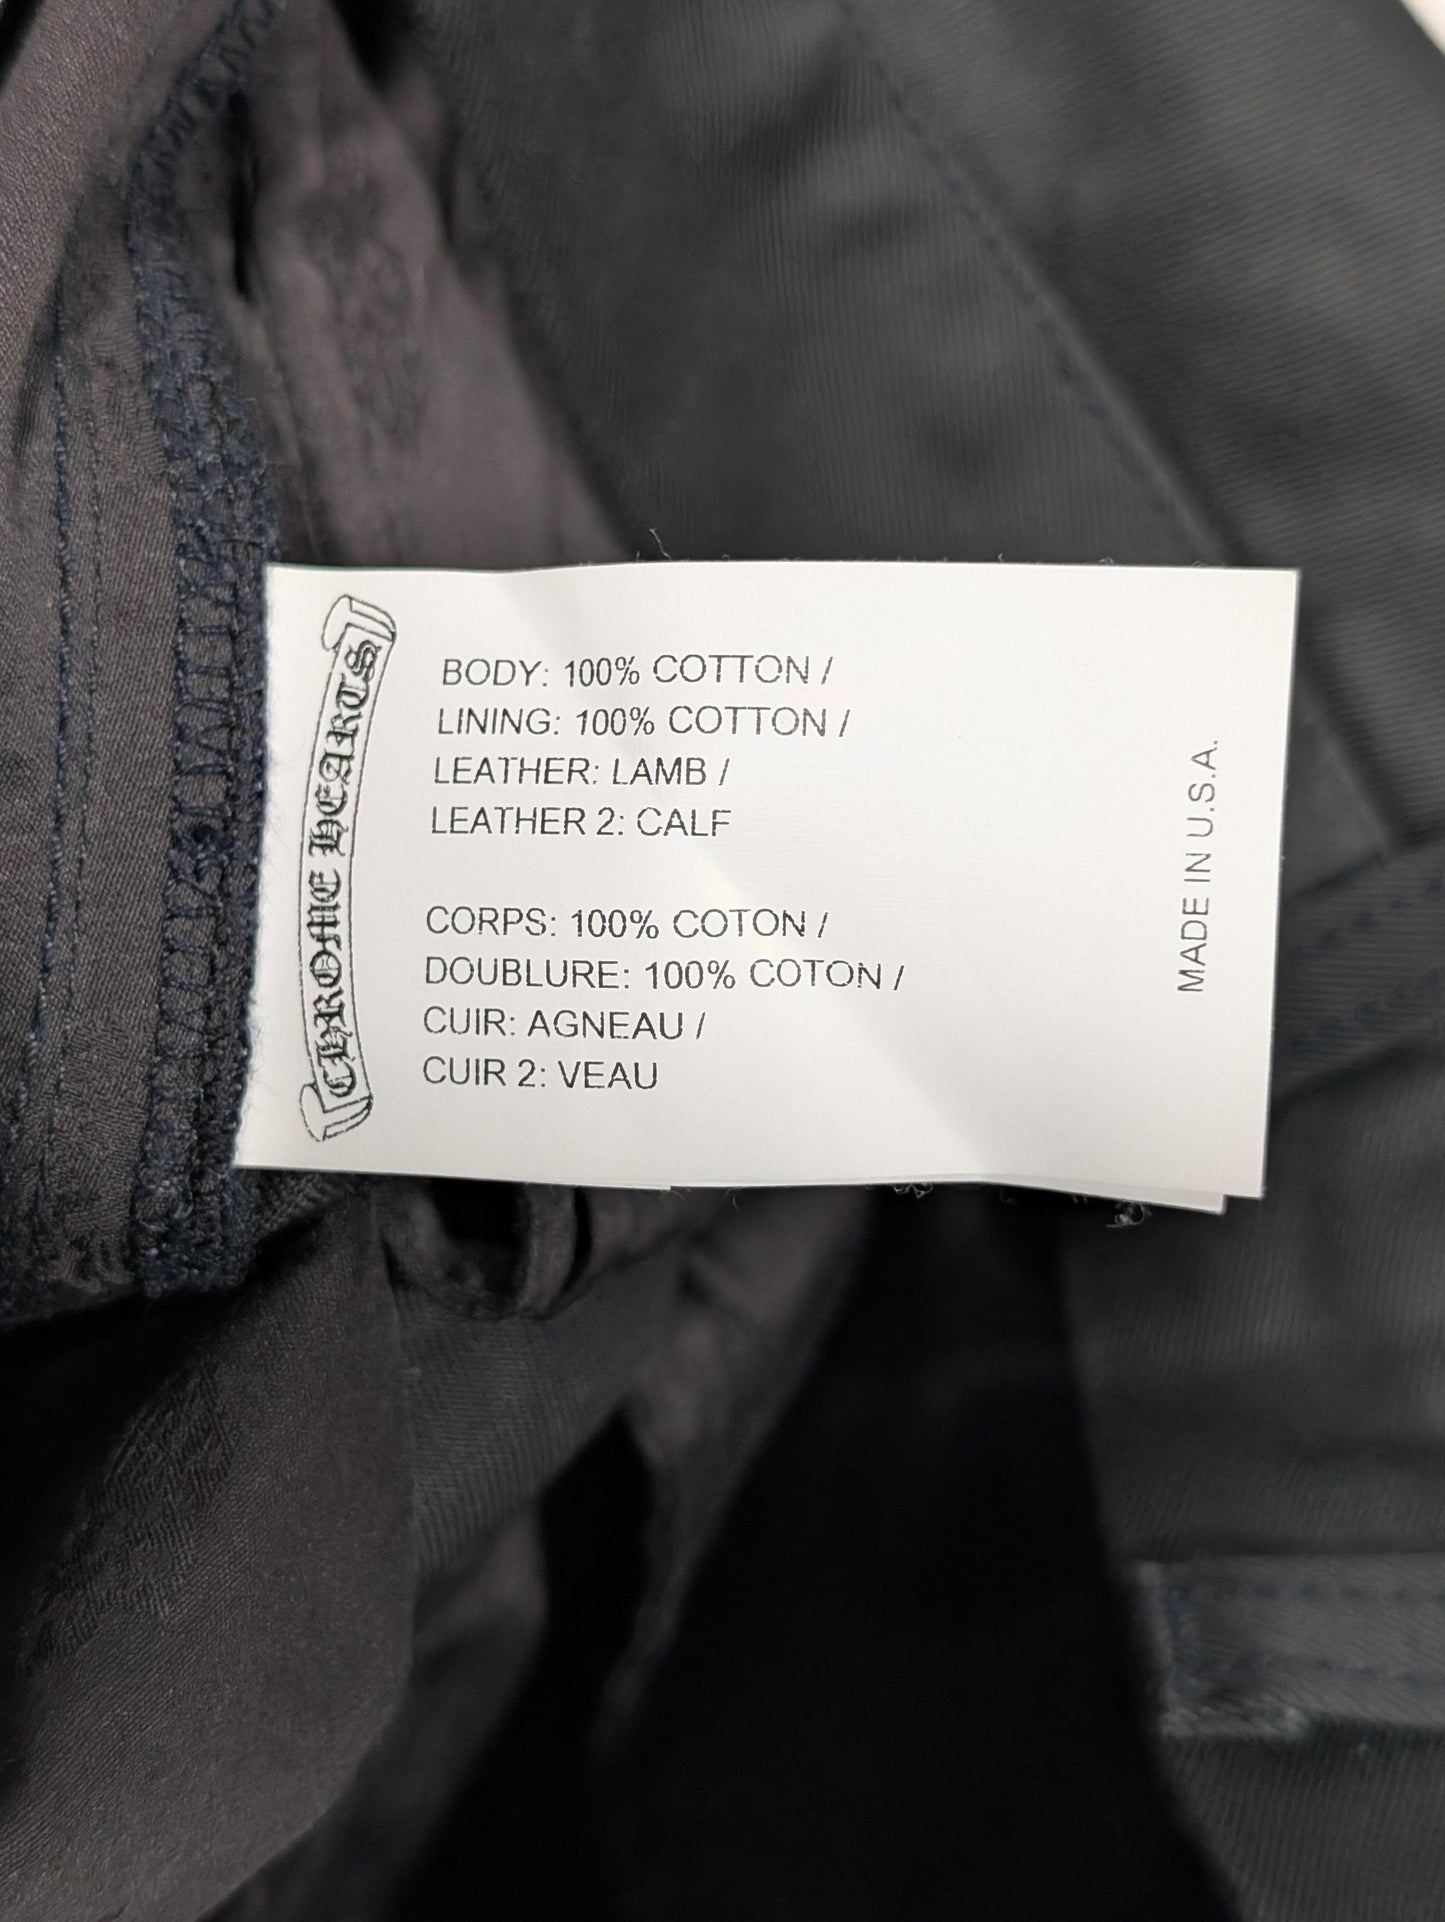 CHROME HEARTS
BODY: 100% COTTON /
LINING: 100% COTTON /
LEATHER: LAMB /
LEATHER 2: CALF
CORPS: 100% COTON /
DOUBLURE: 100% COTON /
CUIR: AGNEAU /
CUIR 2: VEAU
MADE IN U.S.A.